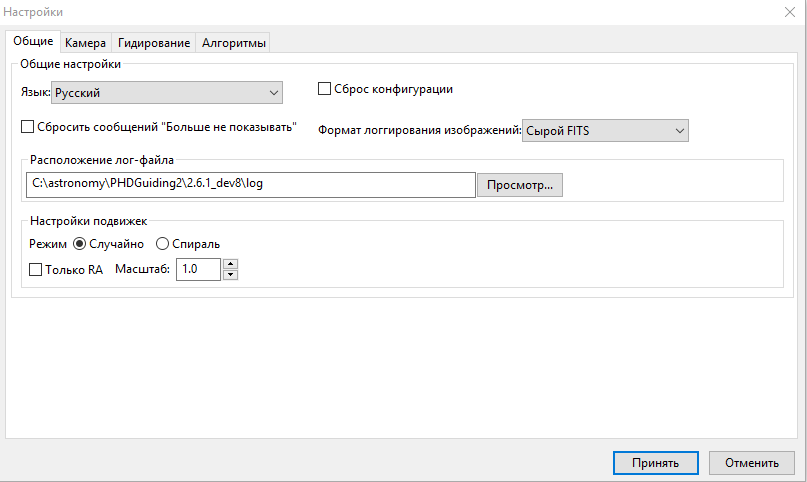 Настройки
Общие Камера Гидирование Алгоритмы
Общие настройки
Язык: Русский Сброс конфигурации
Сбросить сообщений "Больше не показывать" Формат логгирования изображений: Сырой FITS
Расположение лог-файла
C:\astronomy\PHDGuiding2\2.6.1_dev8\log Просмотр...
Настройки подвижек
Режим Случайно Спираль
Только RA Масштаб: 1.0
Принять Отменить